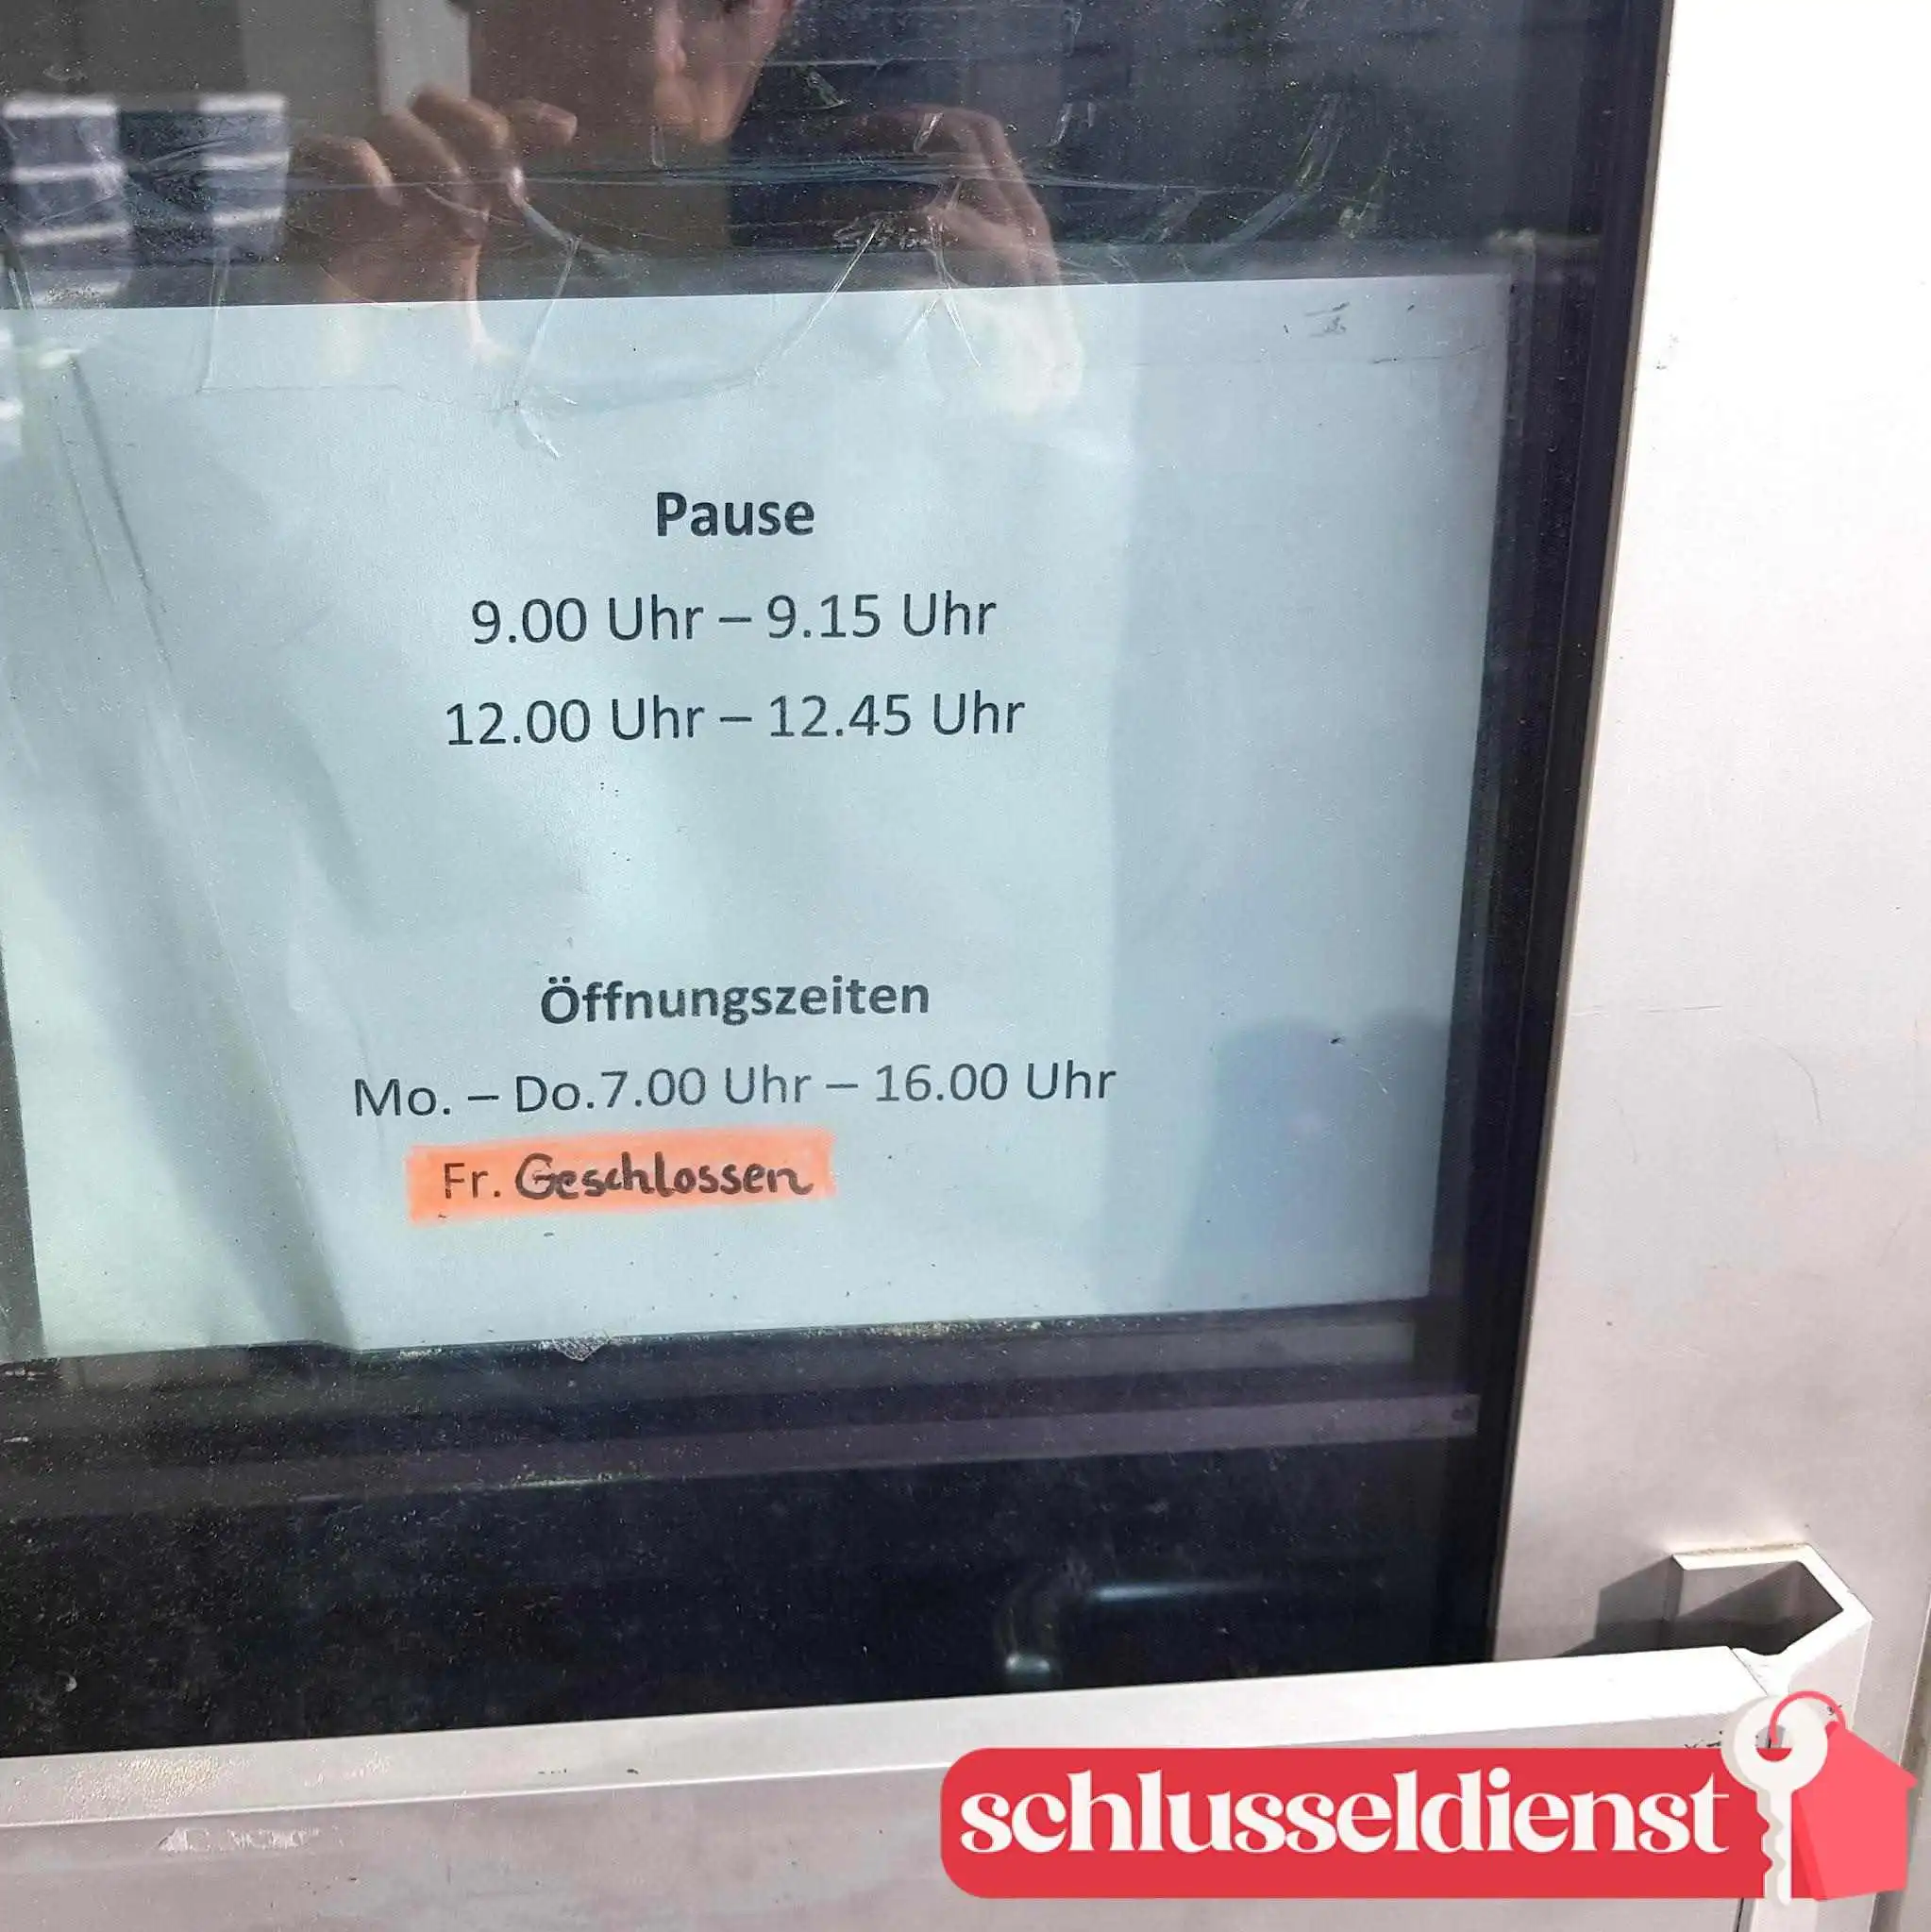 Pause
9.00 Uhr – 9.15 Uhr
12.00 Uhr – 12.45 Uhr
Öffnungszeiten
Mo. – Do.7.00 Uhr – 16.00 Uhr
Fr. Geschlossen
schlusseldienst